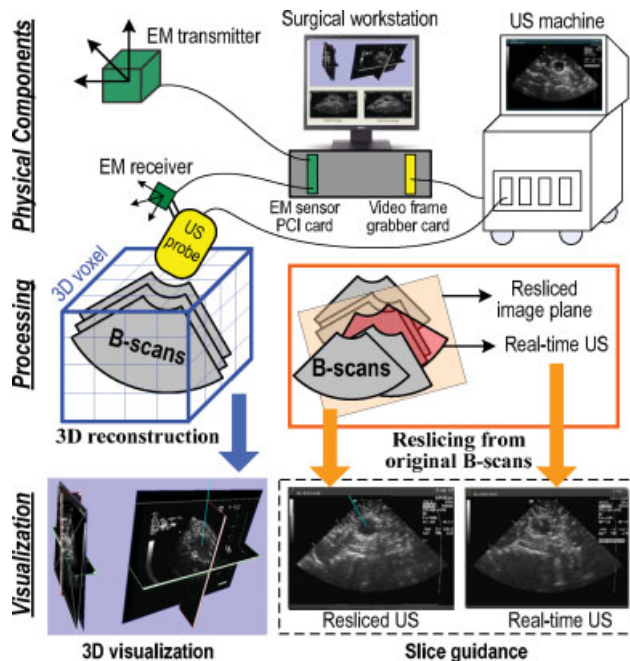 Physical Components
EM transmitter
Surgical workstation
US machine
EM receiver
US
probe
EM sensor
PCI card
Video frame
grabber card
Processing
3D voxel
B-scans
3D reconstruction
B-scans
Resliced
image plane
Real-time US
Reslicing from
original B-scans
Visualization
Resliced US
Real-time US
3D visualization
Slice guidance